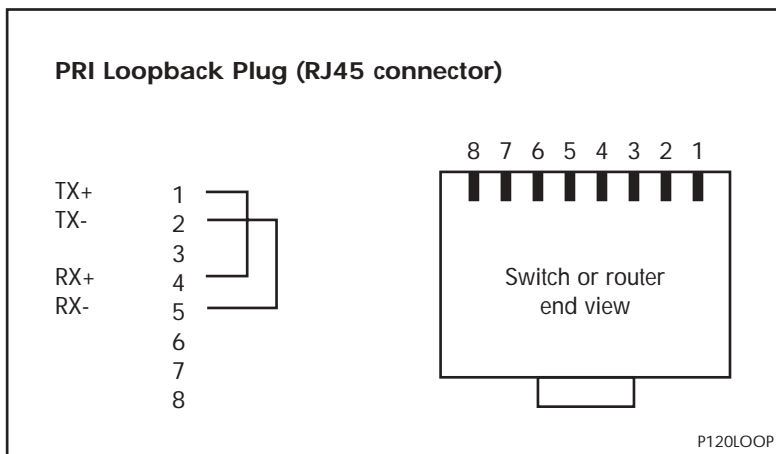 PRI Loopback Plug (RJ45 connector)
TX+ 1
TX- 2
3
RX+ 4
RX- 5
6
7
8
8 7 6 5 4 3 2 1
Switch or router
end view
P120LOOP